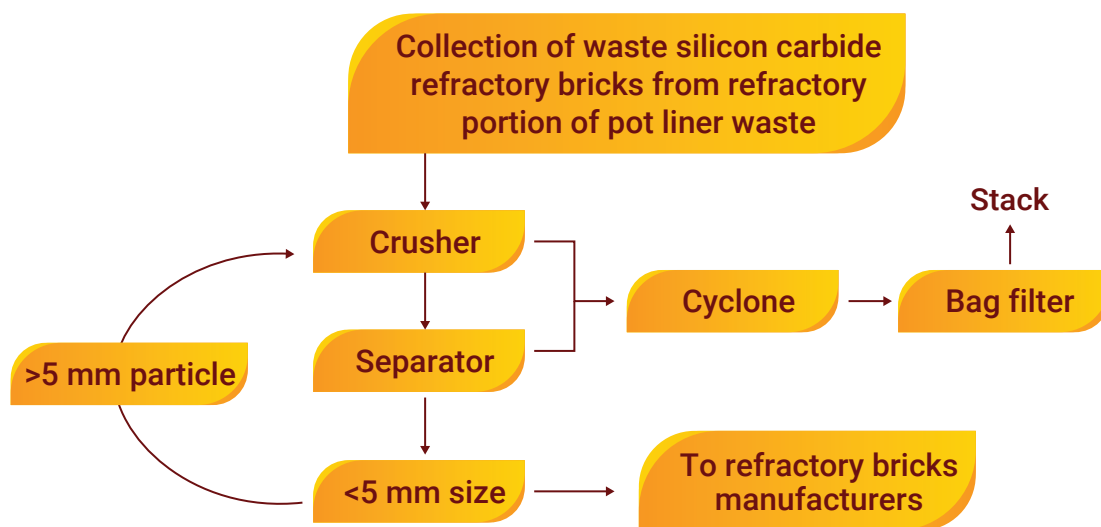 Collection of waste silicon carbide
refractory bricks from refractory
portion of pot liner waste
Stack
Crusher
Cyclone
Bag filter
Separator
>5 mm particle
<5 mm size
To refractory bricks
manufacturers